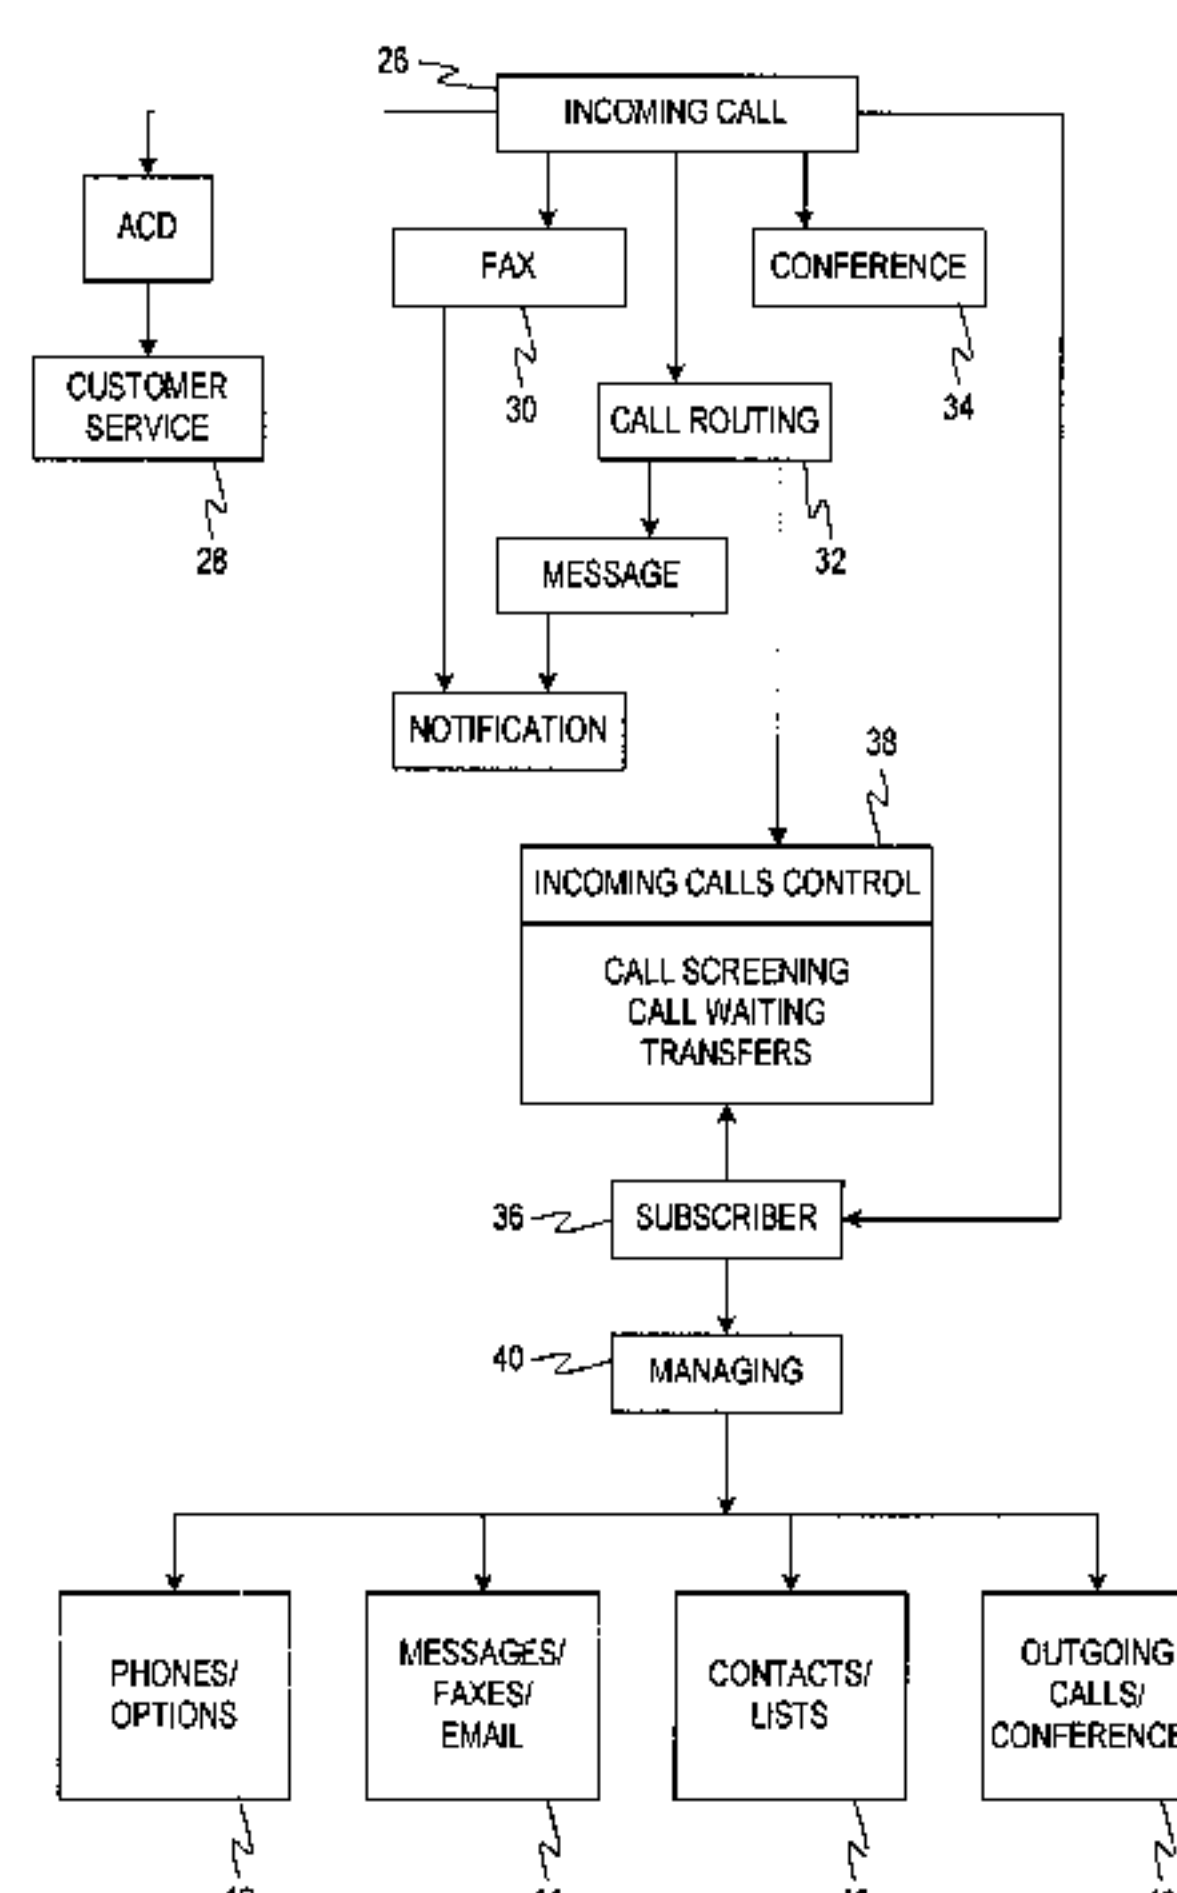 26
INCOMING CALL
ACD
FAX
CONFERENCE
CUSTOMER
SERVICE
30
CALL ROUTING
34
28
MESSAGE
32
NOTIFICATION
38
INCOMING CALLS CONTROL
CALL SCREENING
CALL WAITING
TRANSFERS
36
SUBSCRIBER
40
MANAGING
PHONES/
OPTIONS
MESSAGES/
FAXES/
EMAIL
CONTACTS/
LISTS
OUTGOING
CALLS/
CONFERENCE